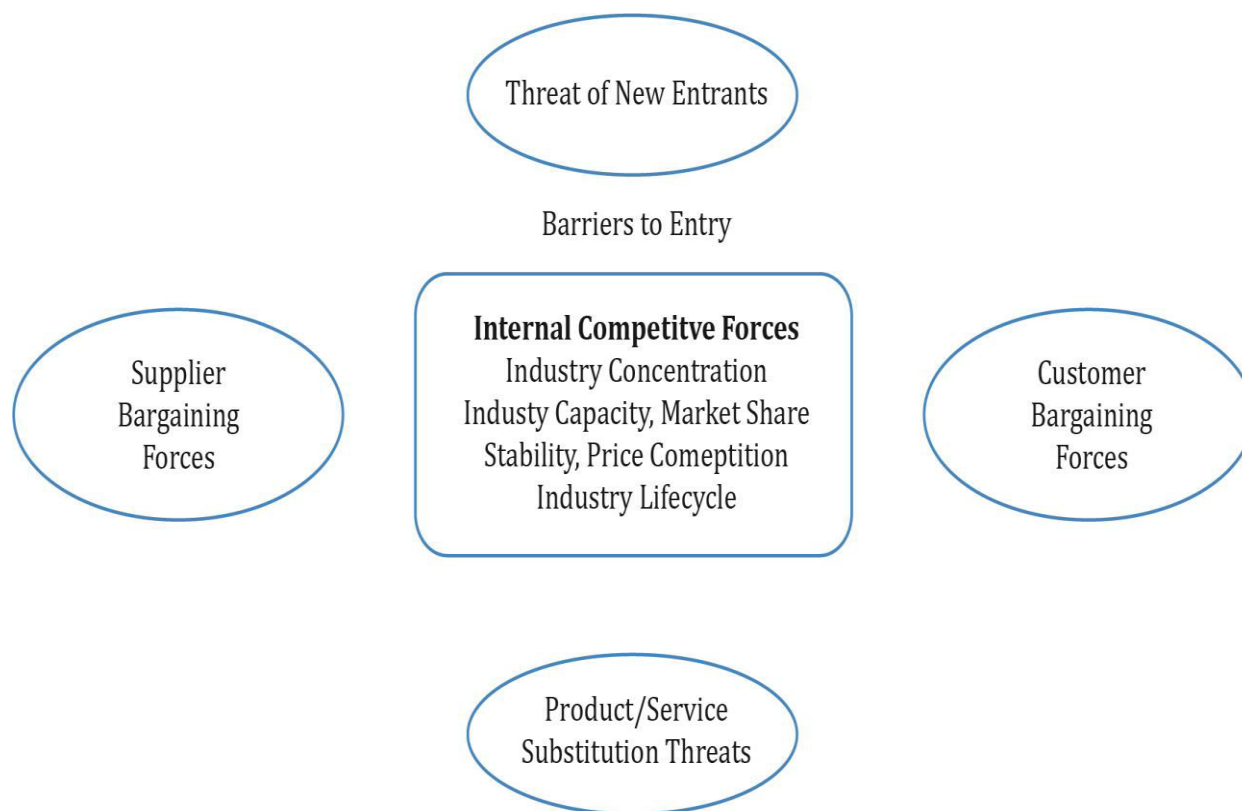 Threat of New Entrants
Barriers to Entry
Internal Competitve Forces
Industry Concentration
Industy Capacity, Market Share
Stability, Price Comeptition
Industry Lifecycle
Supplier
Bargaining
Forces
Customer
Bargaining
Forces
Product/Service
Substitution Threats